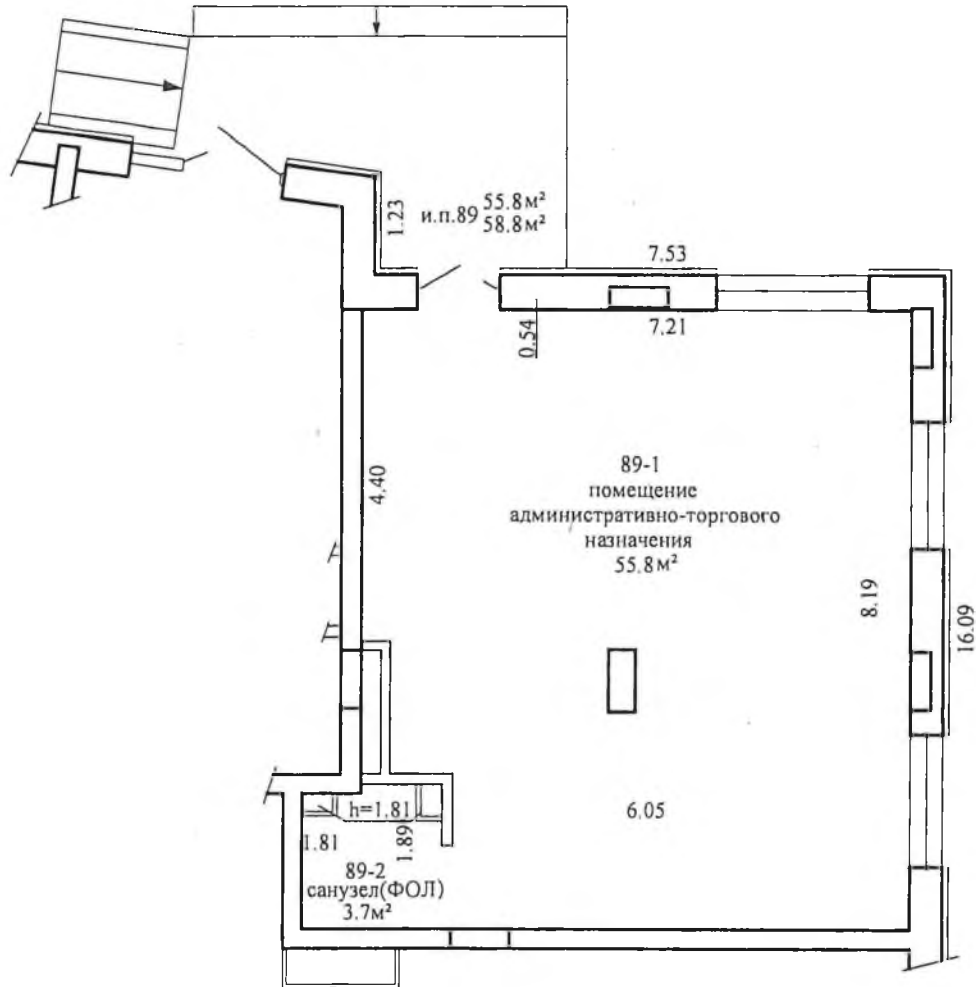 1.23
и.п.89 55.8м²
58.8м²
7.53
0.54
7.21
4.40
89-1
помещение
административно-торгового
назначения
55.8м²
8.19
16.09
h=1.81
6.05
1.81
1.89
89-2
санузел(ФОЛ)
3.7м²